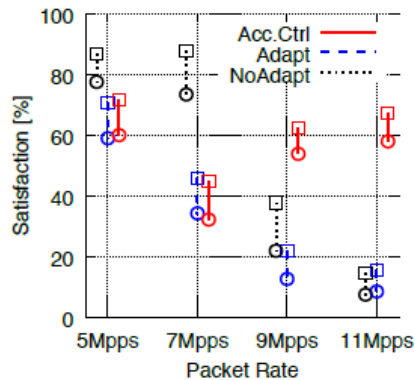 100
80
60
40
20
0
Satisfaction [%]
Acc.Ctrl
Adapt
NoAdapt
5Mpps 7Mpps 9Mpps 11Mpps
Packet Rate